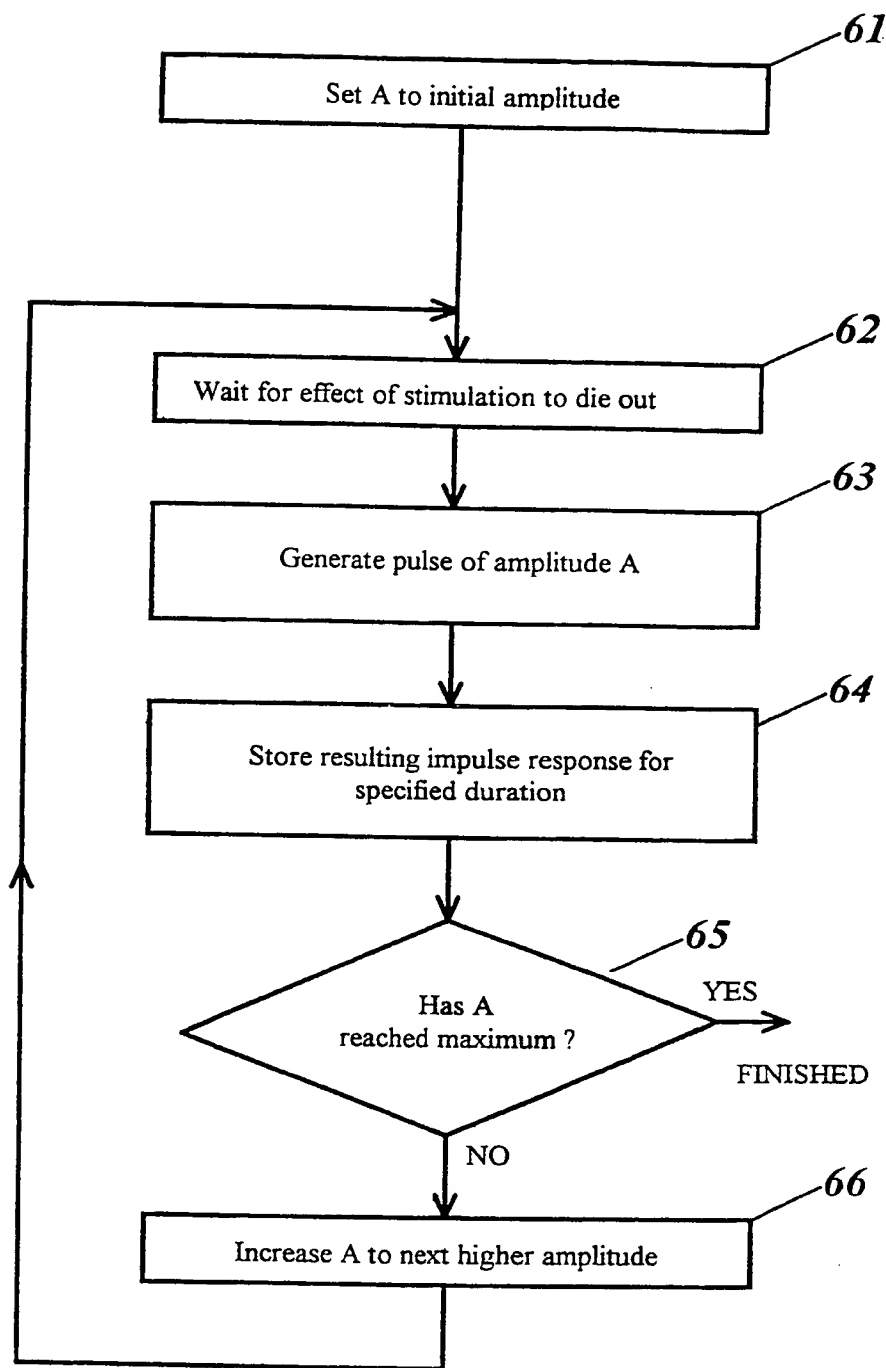 61
Set A to initial amplitude
62
Wait for effect of stimulation to die out
63
Generate pulse of amplitude A
64
Store resulting impulse response for
specified duration
65
Has A
reached maximum ?
YES
FINISHED
NO
66
Increase A to next higher amplitude